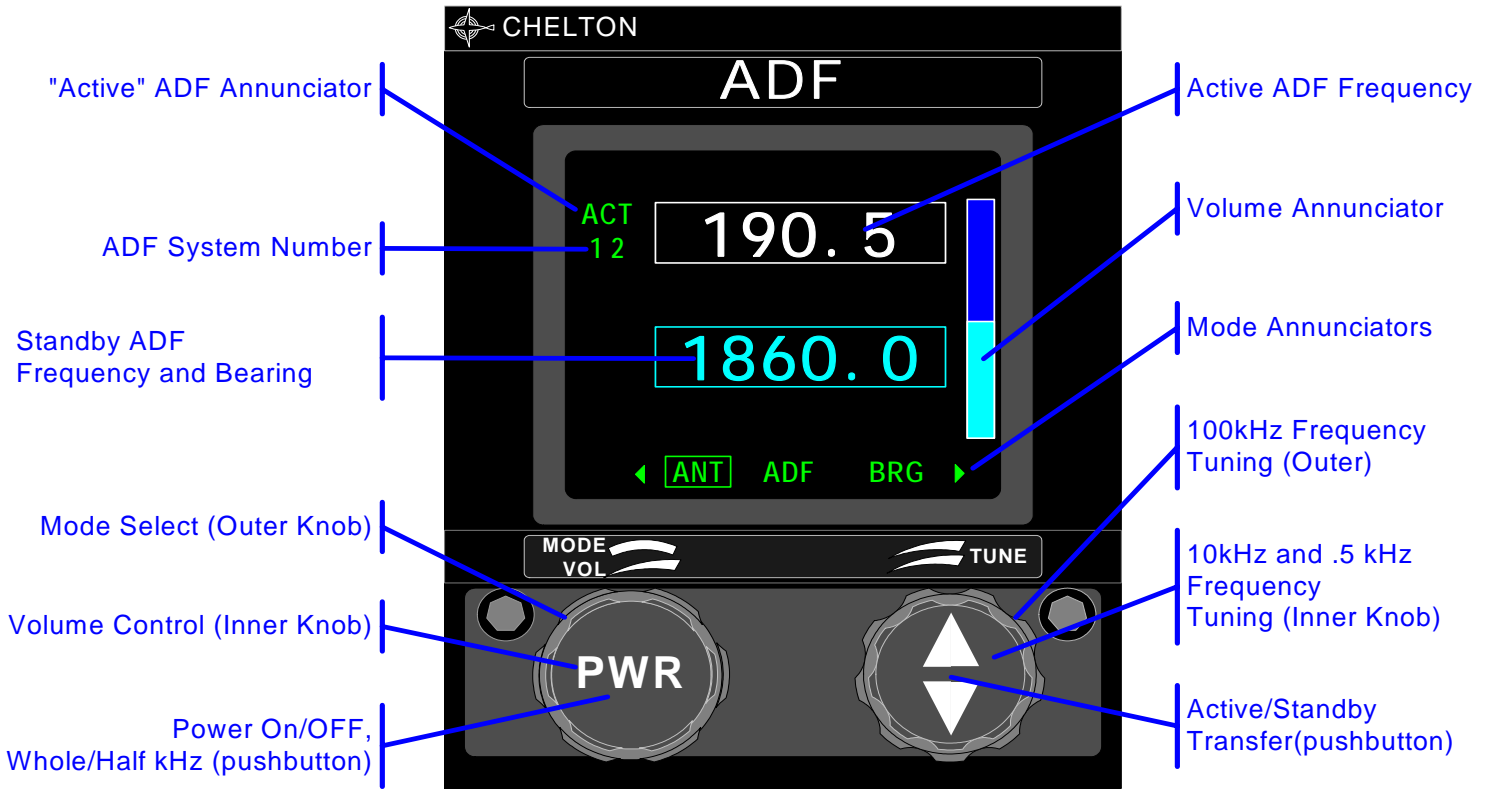 CHELTON
ADF
"Active" ADF Annunciator
Active ADF Frequency
ACT
190. 5
Volume Annunciator
ADF System Number
1 2
Mode Annunciators
Standby ADF
Frequency and Bearing
1860. 0
100kHz Frequency
Tuning (Outer)
ANT ADF BRG
Mode Select (Outer Knob)
MODE
VOL
TUNE
10kHz and .5 kHz
Frequency
Tuning (Inner Knob)
Volume Control (Inner Knob)
PWR
Power On/OFF,
Whole/Half kHz (pushbutton)
Active/Standby
Transfer(pushbutton)